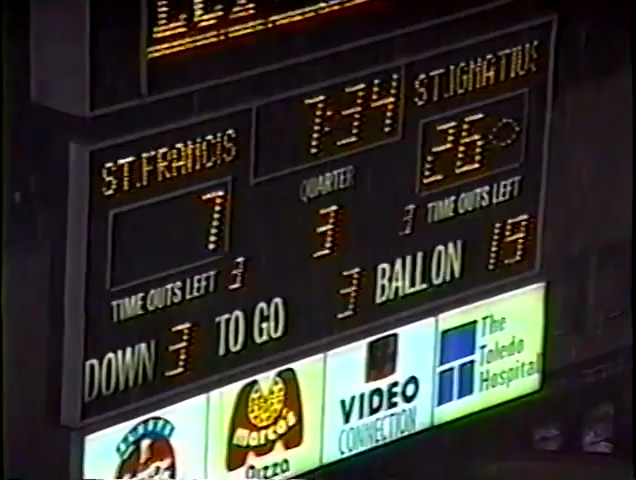 ST.FRANCIS 7:34 ST.IGNATIUS
7 QUARTER 26
TIME OUTS LEFT 3 3 3 TIME OUTS LEFT
DOWN 3 TO GO 3 BALL ON 19
marco's
Pizza
VIDEO
CONNECTION
The
Toledo
Hospital